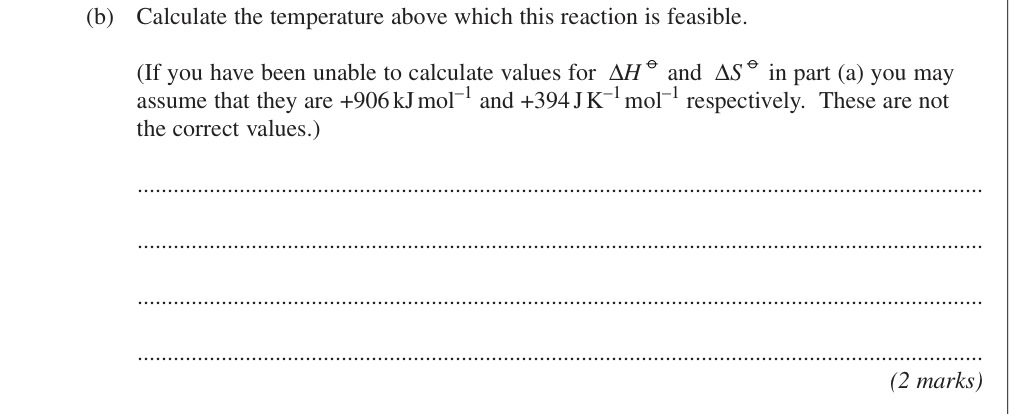 (b) Calculate the temperature above which this reaction is feasible.
(If you have been unable to calculate values for ΔH⦵ and ΔS⦵ in part (a) you may
assume that they are +906 kJ mol⁻¹ and +394 J K⁻¹ mol⁻¹ respectively. These are not
the correct values.)
(2 marks)